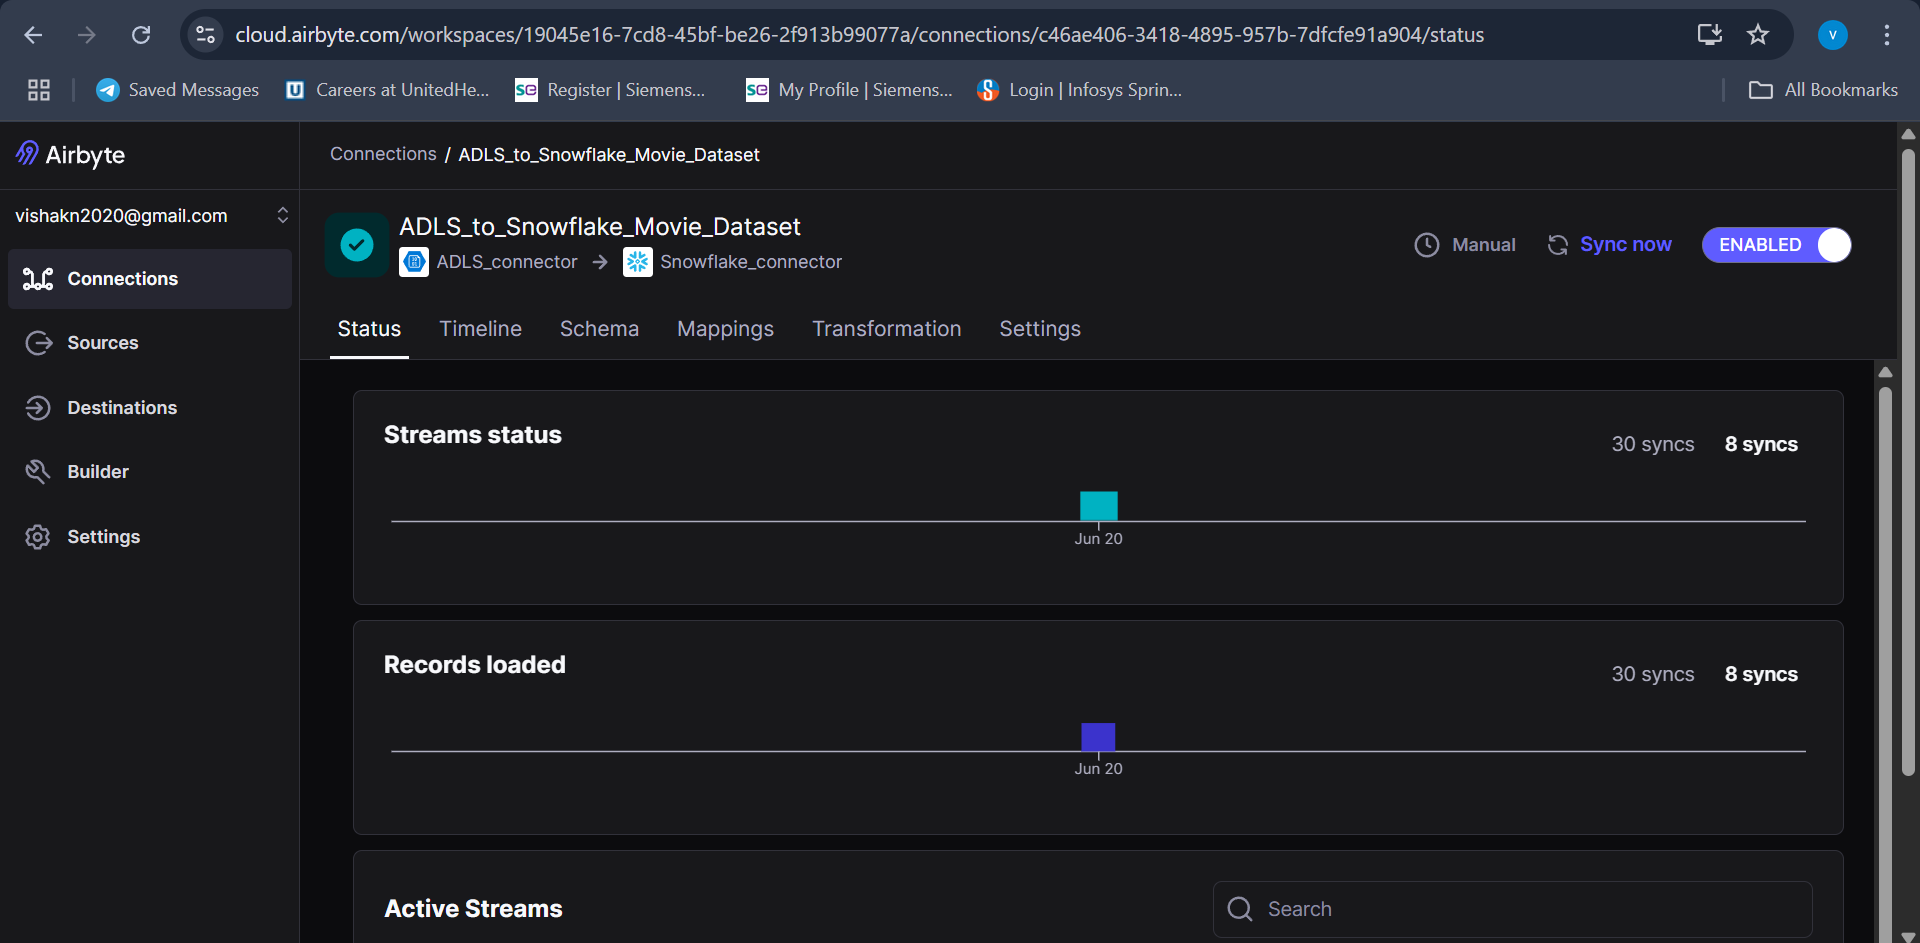 cloud.airbyte.com/workspaces/19045e16-7cd8-45bf-be26-2f913b99077a/connections/c46ae406-3418-4895-957b-7dfcfe91a904/status
V
Saved Messages
Careers at UnitedHe...
Register | Siemens...
My Profile | Siemens...
Login | Infosys Sprin...
All Bookmarks
Airbyte
Connections / ADLS_to_Snowflake_Movie_Dataset
vishakn2020@gmail.com
Connections
Sources
Destinations
Builder
Settings
ADLS_to_Snowflake_Movie_Dataset
ADLS_connector → Snowflake_connector
Manual
Sync now
ENABLED
Status
Timeline
Schema
Mappings
Transformation
Settings
Streams status
30 syncs
8 syncs
Jun 20
Records loaded
30 syncs
8 syncs
Jun 20
Active Streams
Search